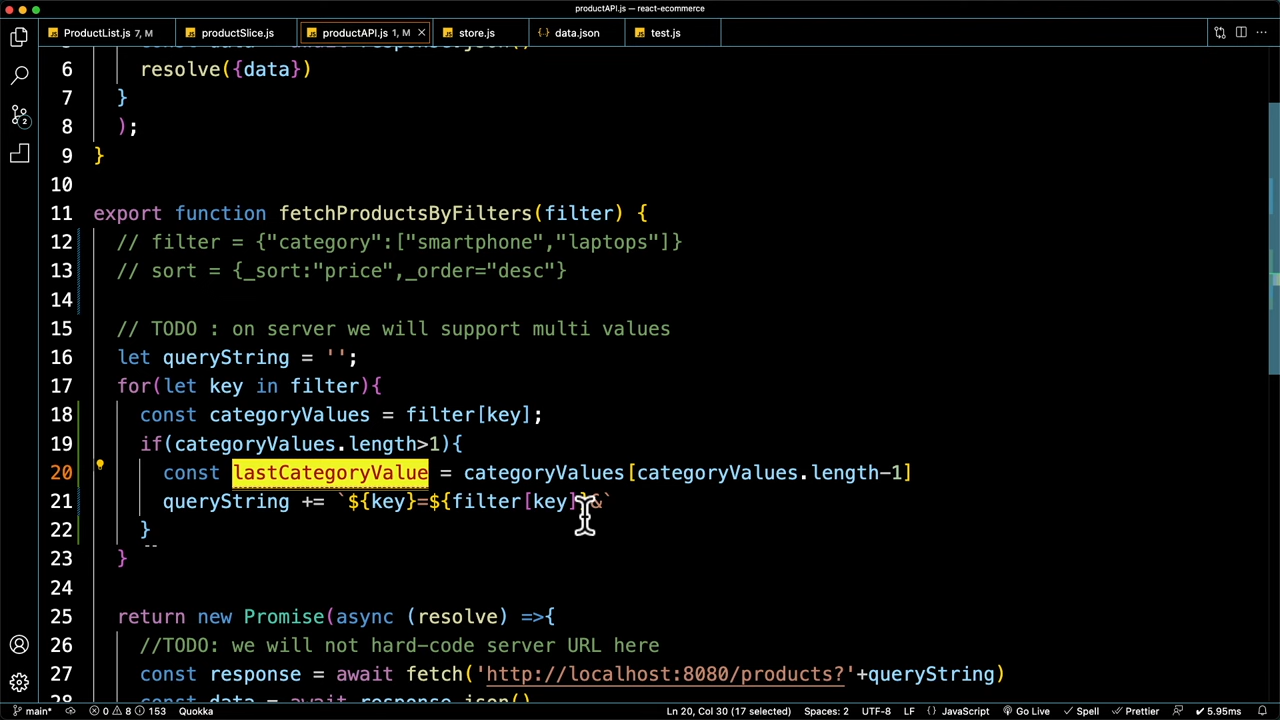 productAPI.js — react-ecommerce
ProductList.js 7, M
productSlice.js
productAPI.js 1, M
store.js
data.json
test.js
6 resolve({data})
7 }
8 );
9 }
10
11 export function fetchProductsByFilters(filter) {
12 // filter = {"category":["smartphone","laptops"]}
13 // sort = {_sort:"price",_order="desc"}
14
15 // TODO : on server we will support multi values
16 let queryString = '';
17 for(let key in filter){
18 const categoryValues = filter[key];
19 if(categoryValues.length>1){
20 const lastCategoryValue = categoryValues[categoryValues.length-1]
21 queryString += `${key}=${filter[key]}&`
22 }
23 }
24
25 return new Promise(async (resolve) =>{
26 //TODO: we will not hard-code server URL here
27 const response = await fetch('http://localhost:8080/products?'+queryString)
28 const data = await response.json()
2
main* 0 8 153 Quokka Ln 20, Col 30 (17 selected) Spaces: 2 UTF-8 LF {} JavaScript Go Live Spell Prettier 5.95ms